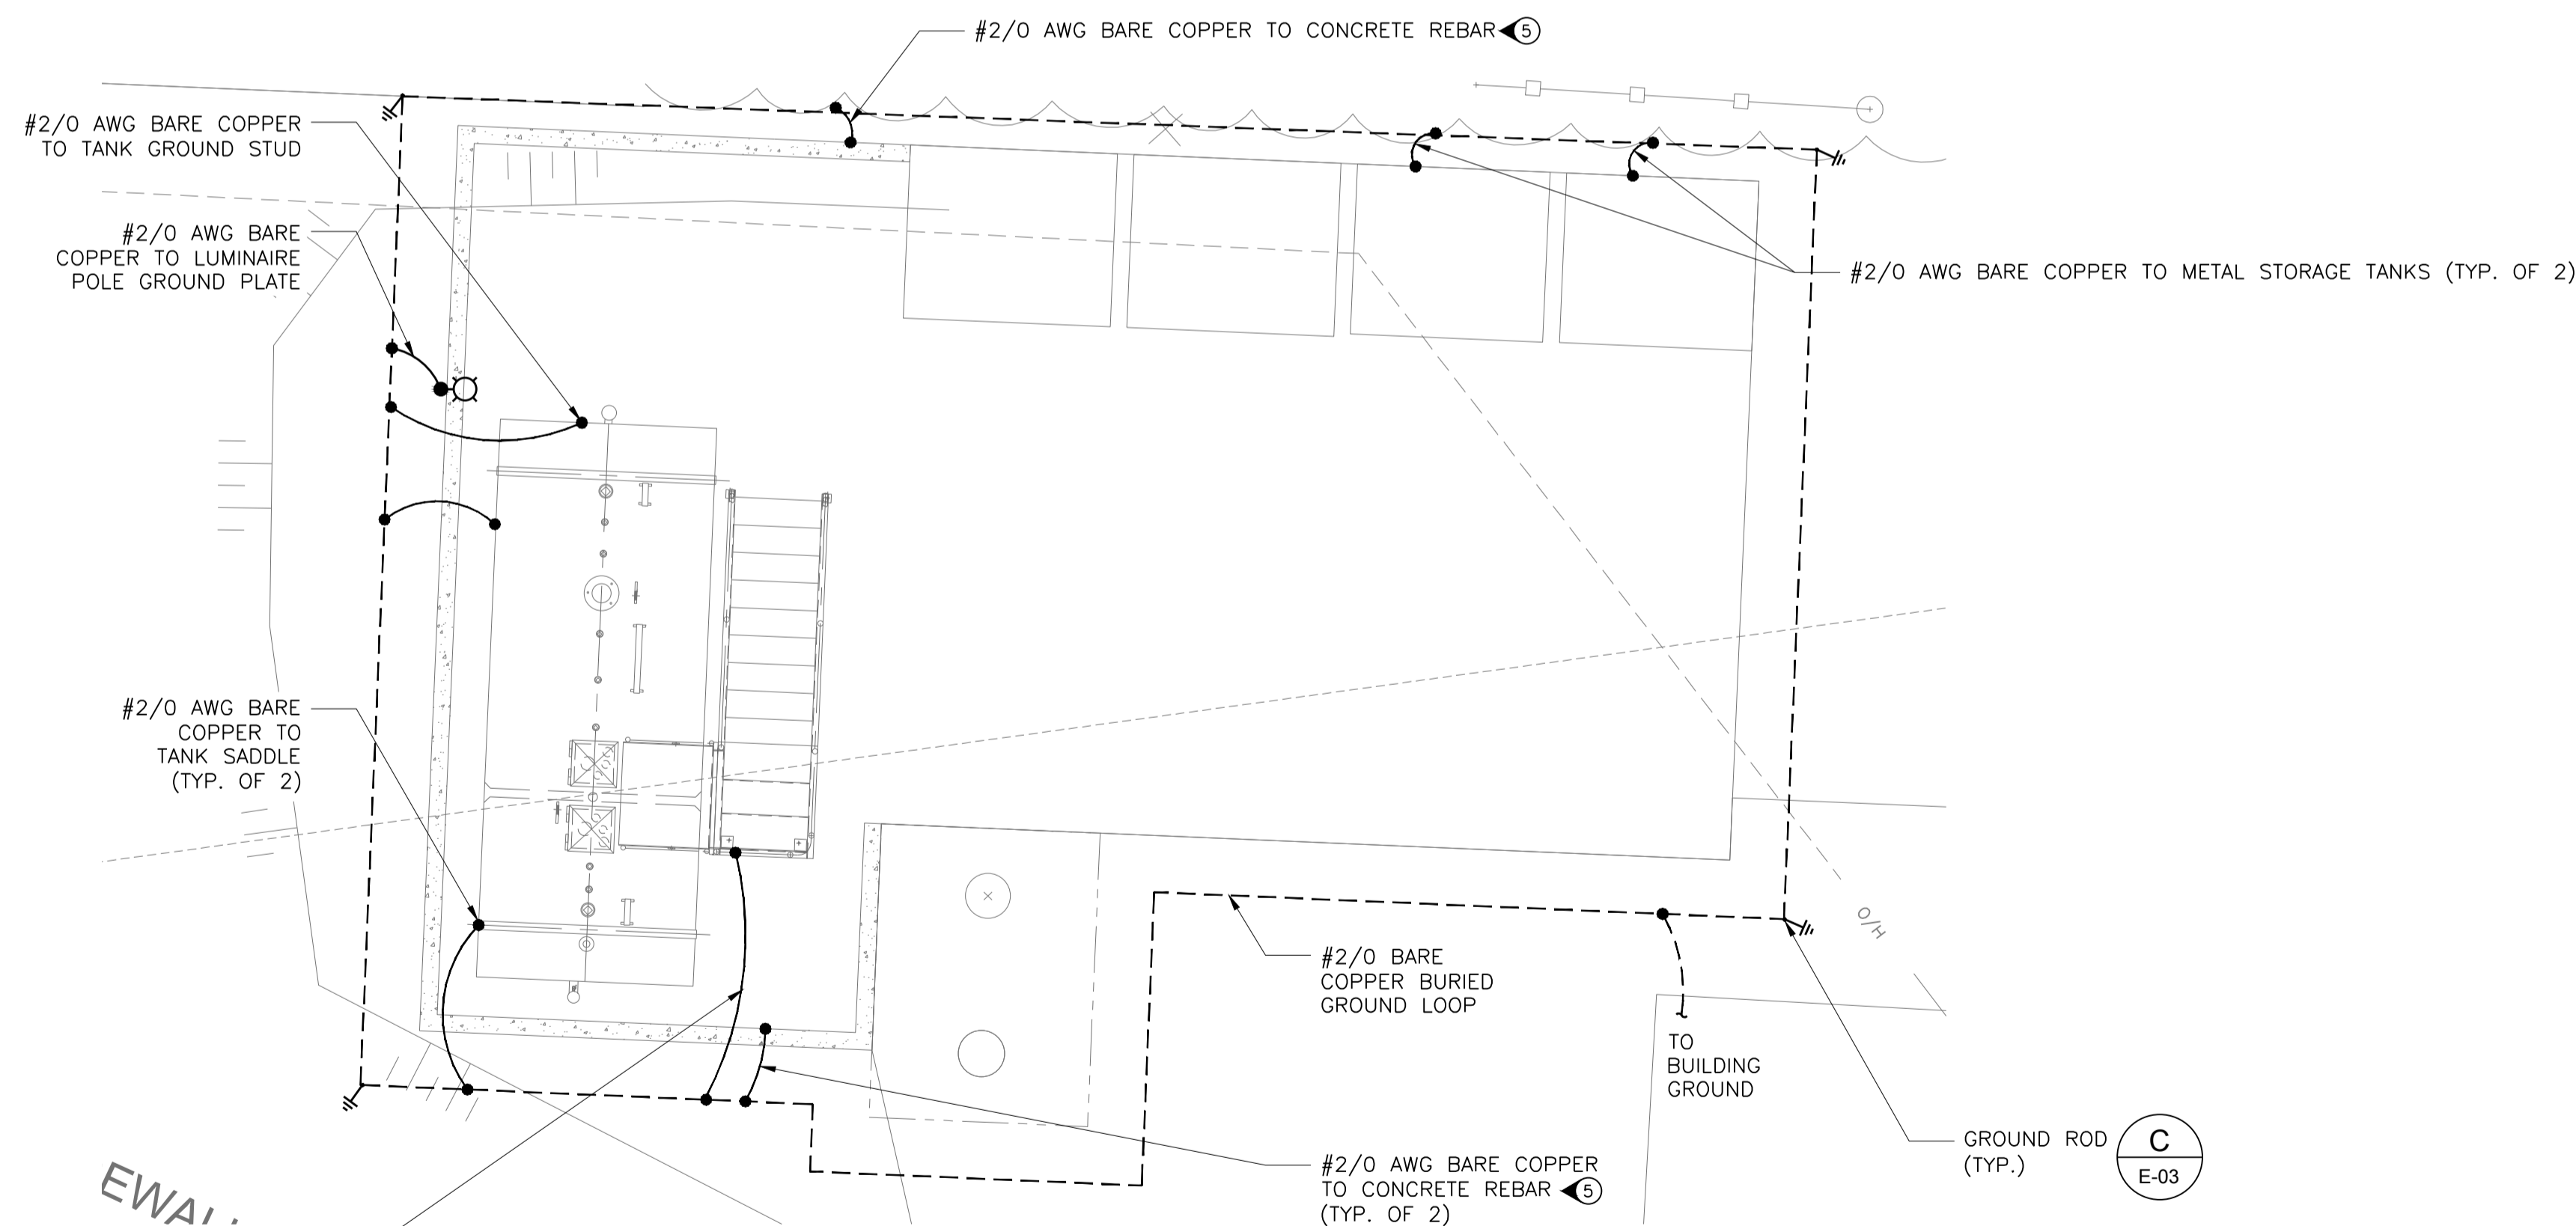 #2/0 AWG BARE COPPER TO CONCRETE REBAR 5
#2/0 AWG BARE COPPER
TO TANK GROUND STUD
#2/0 AWG BARE
COPPER TO LUMINAIRE
POLE GROUND PLATE
#2/0 AWG BARE COPPER TO METAL STORAGE TANKS (TYP. OF 2)
#2/0 AWG BARE
COPPER TO
TANK SADDLE
(TYP. OF 2)
O/H
#2/0 BARE
COPPER BURIED
GROUND LOOP
TO
BUILDING
GROUND
GROUND ROD
(TYP.)
C
E-03
#2/0 AWG BARE COPPER
TO CONCRETE REBAR 5
(TYP. OF 2)